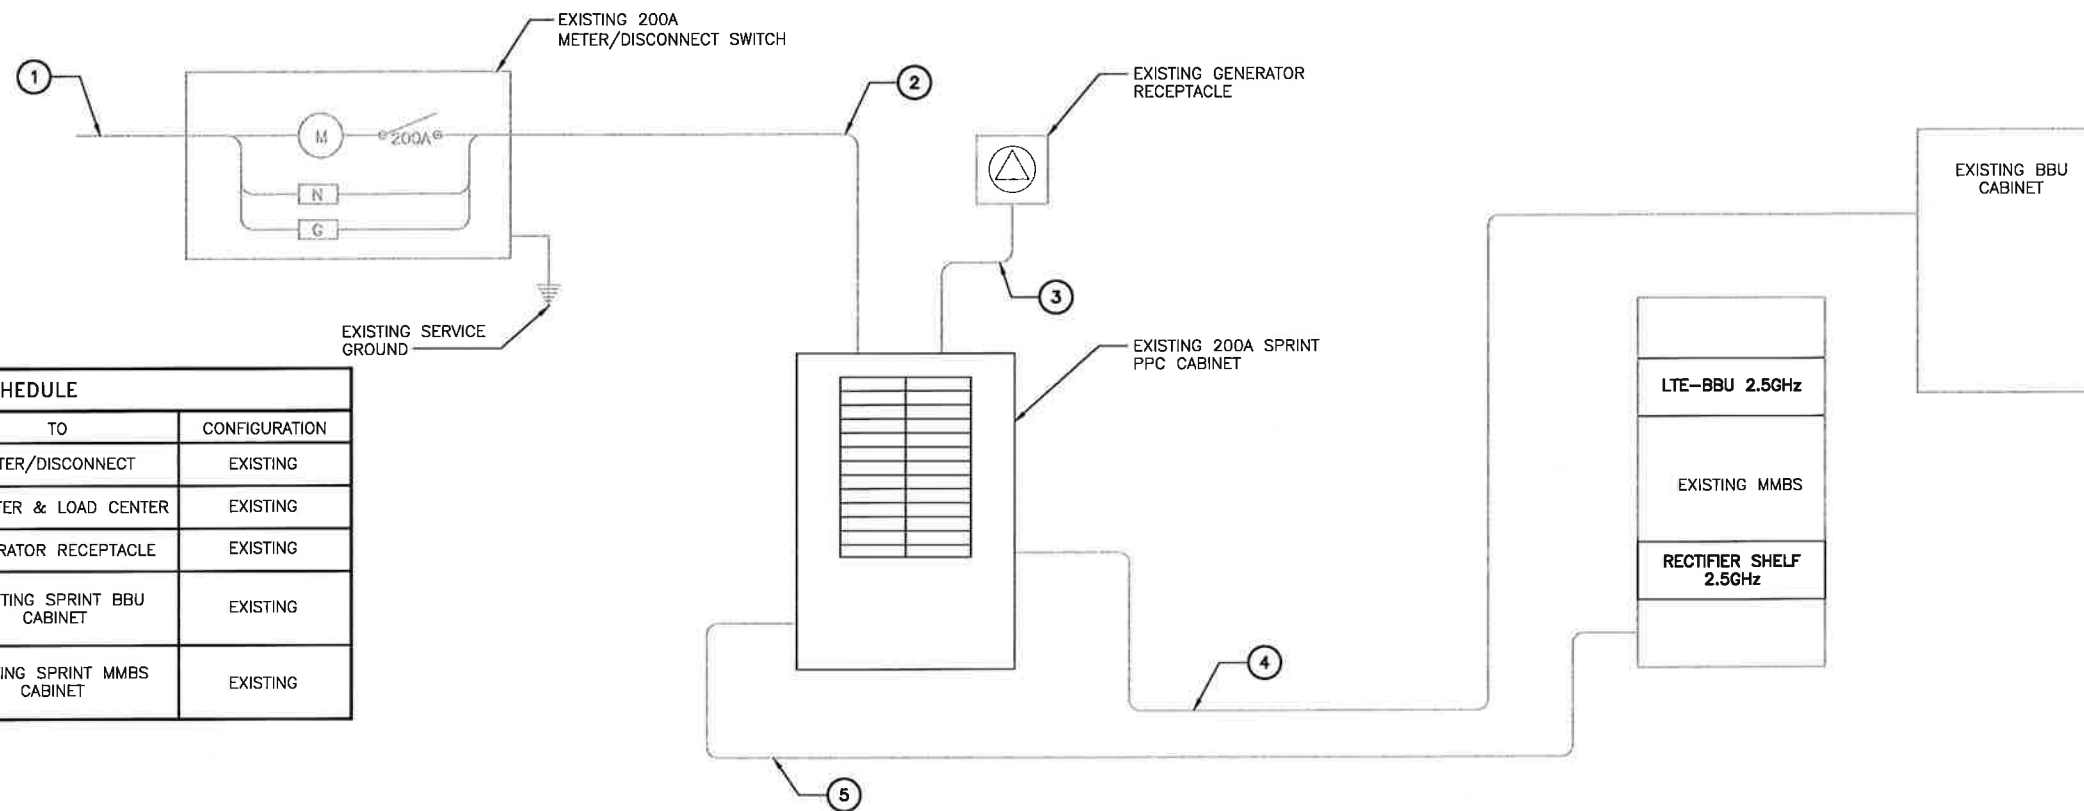 EXISTING 200A
METER/DISCONNECT SWITCH
1
2
EXISTING GENERATOR
RECEPTACLE
M
200A
N
G
EXISTING BBU
CABINET
3
EXISTING SERVICE
GROUND
EXISTING 200A SPRINT
PPC CABINET
LTE-BBU 2.5GHz
EXISTING MMBS
RECTIFIER SHELF
2.5GHz
4
5
HEDULE
TO
CONFIGURATION
TER/DISCONNECT
EXISTING
TER & LOAD CENTER
EXISTING
RATOR RECEPTACLE
EXISTING
TING SPRINT BBU
CABINET
EXISTING
ING SPRINT MMBS
CABINET
EXISTING